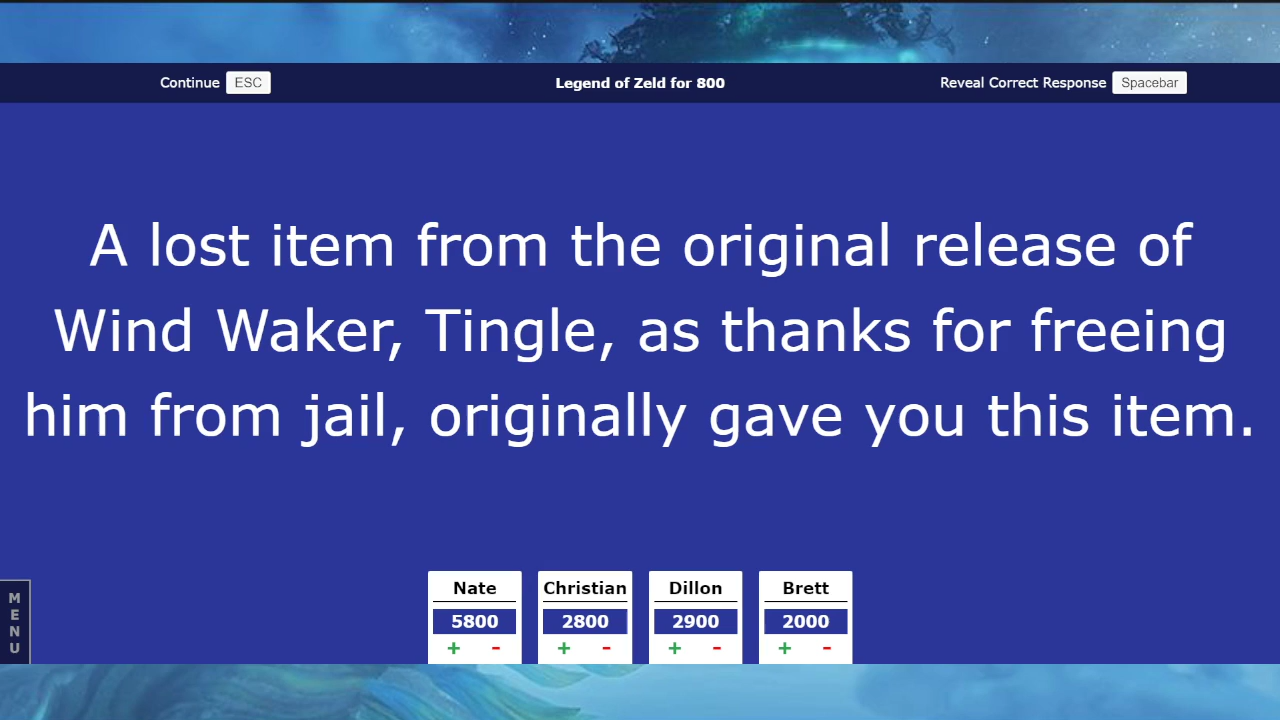 Continue ESC Legend of Zeld for 800 Reveal Correct Response Spacebar
A lost item from the original release of
Wind Waker, Tingle, as thanks for freeing
him from jail, originally gave you this item.
Nate Christian Dillon Brett
5800 2800 2900 2000
+ - + - + - + -
MENU